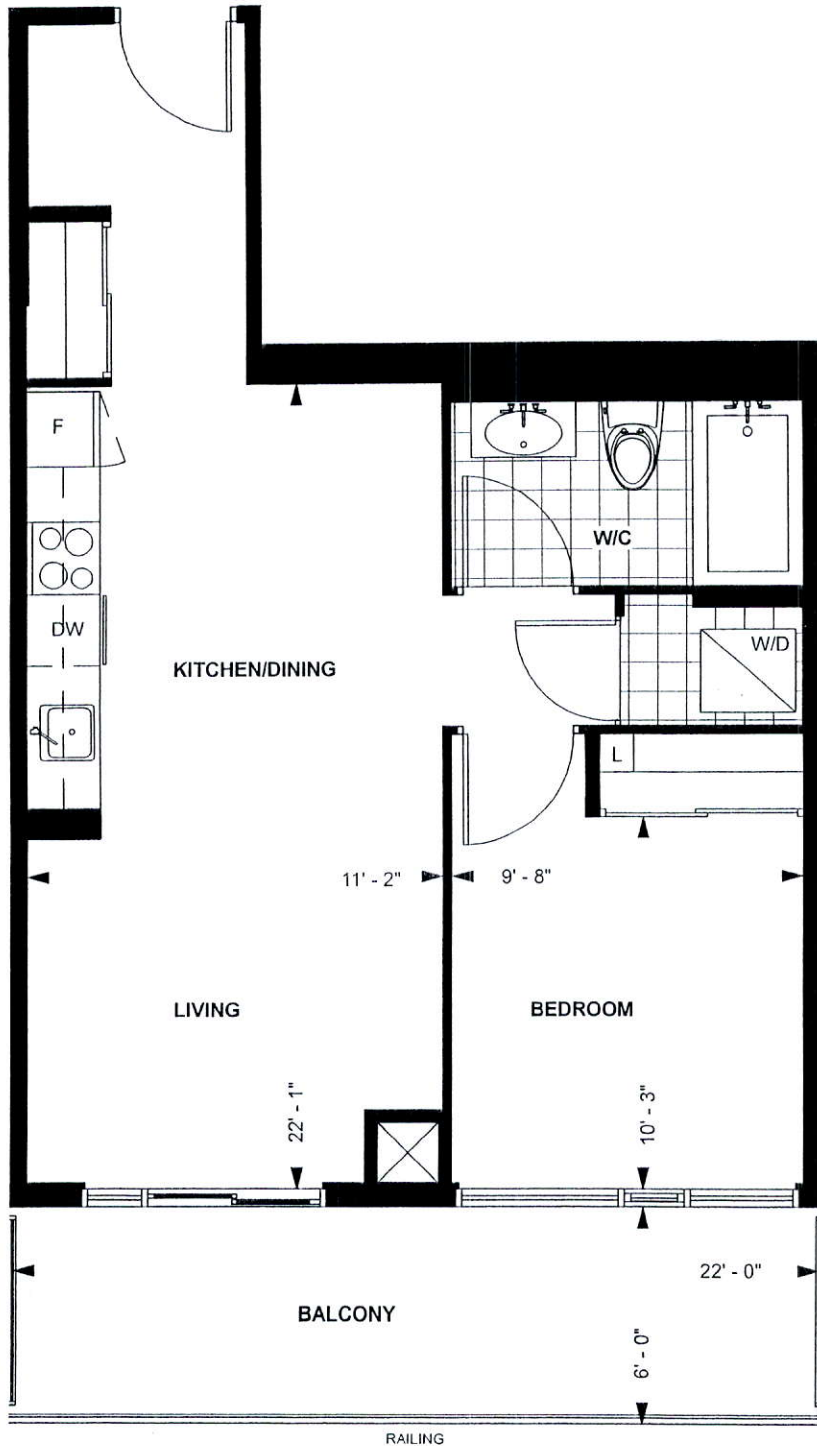 F
W/C
DW
W/D
KITCHEN/DINING
L
11' - 2"
9' - 8"
LIVING
BEDROOM
22' - 1"
10' - 3"
22' - 0"
BALCONY
6' - 0"
RAILING